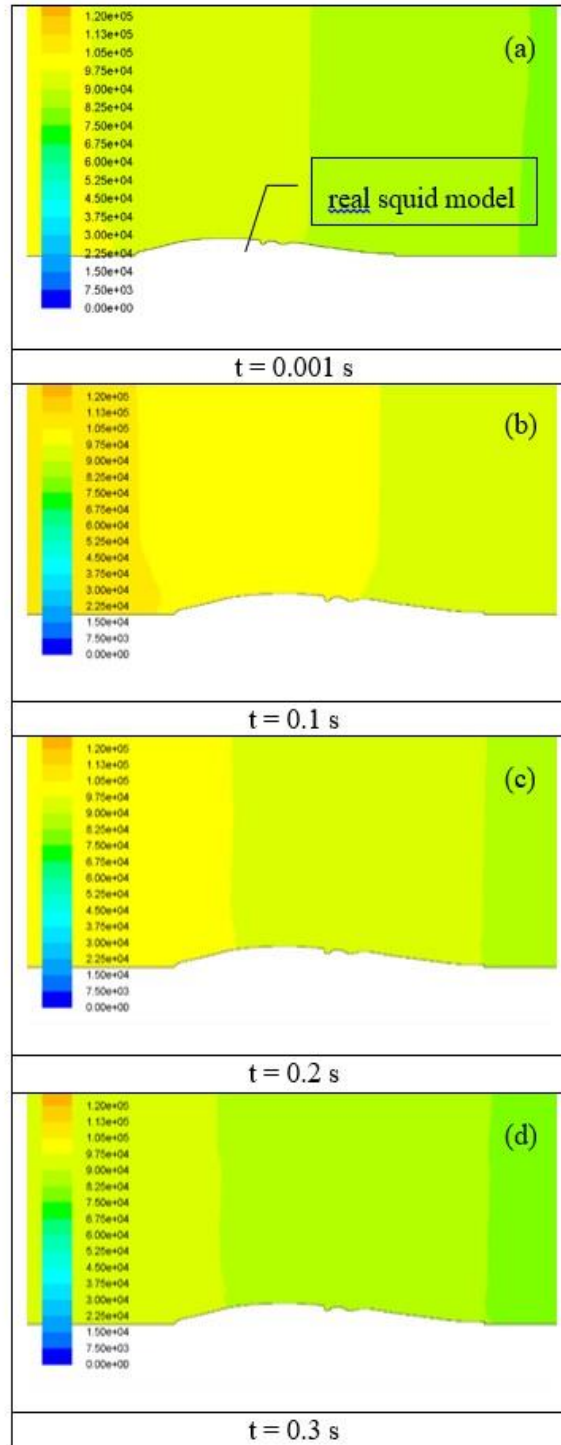 1.20e+05
1.13e+05
1.05e+05
9.75e+04
9.00e+04
8.25e+04
7.50e+04
6.75e+04
6.00e+04
5.25e+04
4.50e+04
3.75e+04
3.00e+04
2.25e+04
1.50e+04
7.50e+03
0.00e+00
(a)
real squid model
t = 0.001 s
1.20e+05
1.13e+05
1.05e+05
9.75e+04
9.00e+04
8.25e+04
7.50e+04
6.75e+04
6.00e+04
5.25e+04
4.50e+04
3.75e+04
3.00e+04
2.25e+04
1.50e+04
7.50e+03
0.00e+00
(b)
t = 0.1 s
1.20e+05
1.13e+05
1.05e+05
9.75e+04
9.00e+04
8.25e+04
7.50e+04
6.75e+04
6.00e+04
5.25e+04
4.50e+04
3.75e+04
3.00e+04
2.25e+04
1.50e+04
7.50e+03
0.00e+00
(c)
t = 0.2 s
1.20e+05
1.13e+05
1.05e+05
9.75e+04
9.00e+04
8.25e+04
7.50e+04
6.75e+04
6.00e+04
5.25e+04
4.50e+04
3.75e+04
3.00e+04
2.25e+04
1.50e+04
7.50e+03
0.00e+00
(d)
t = 0.3 s